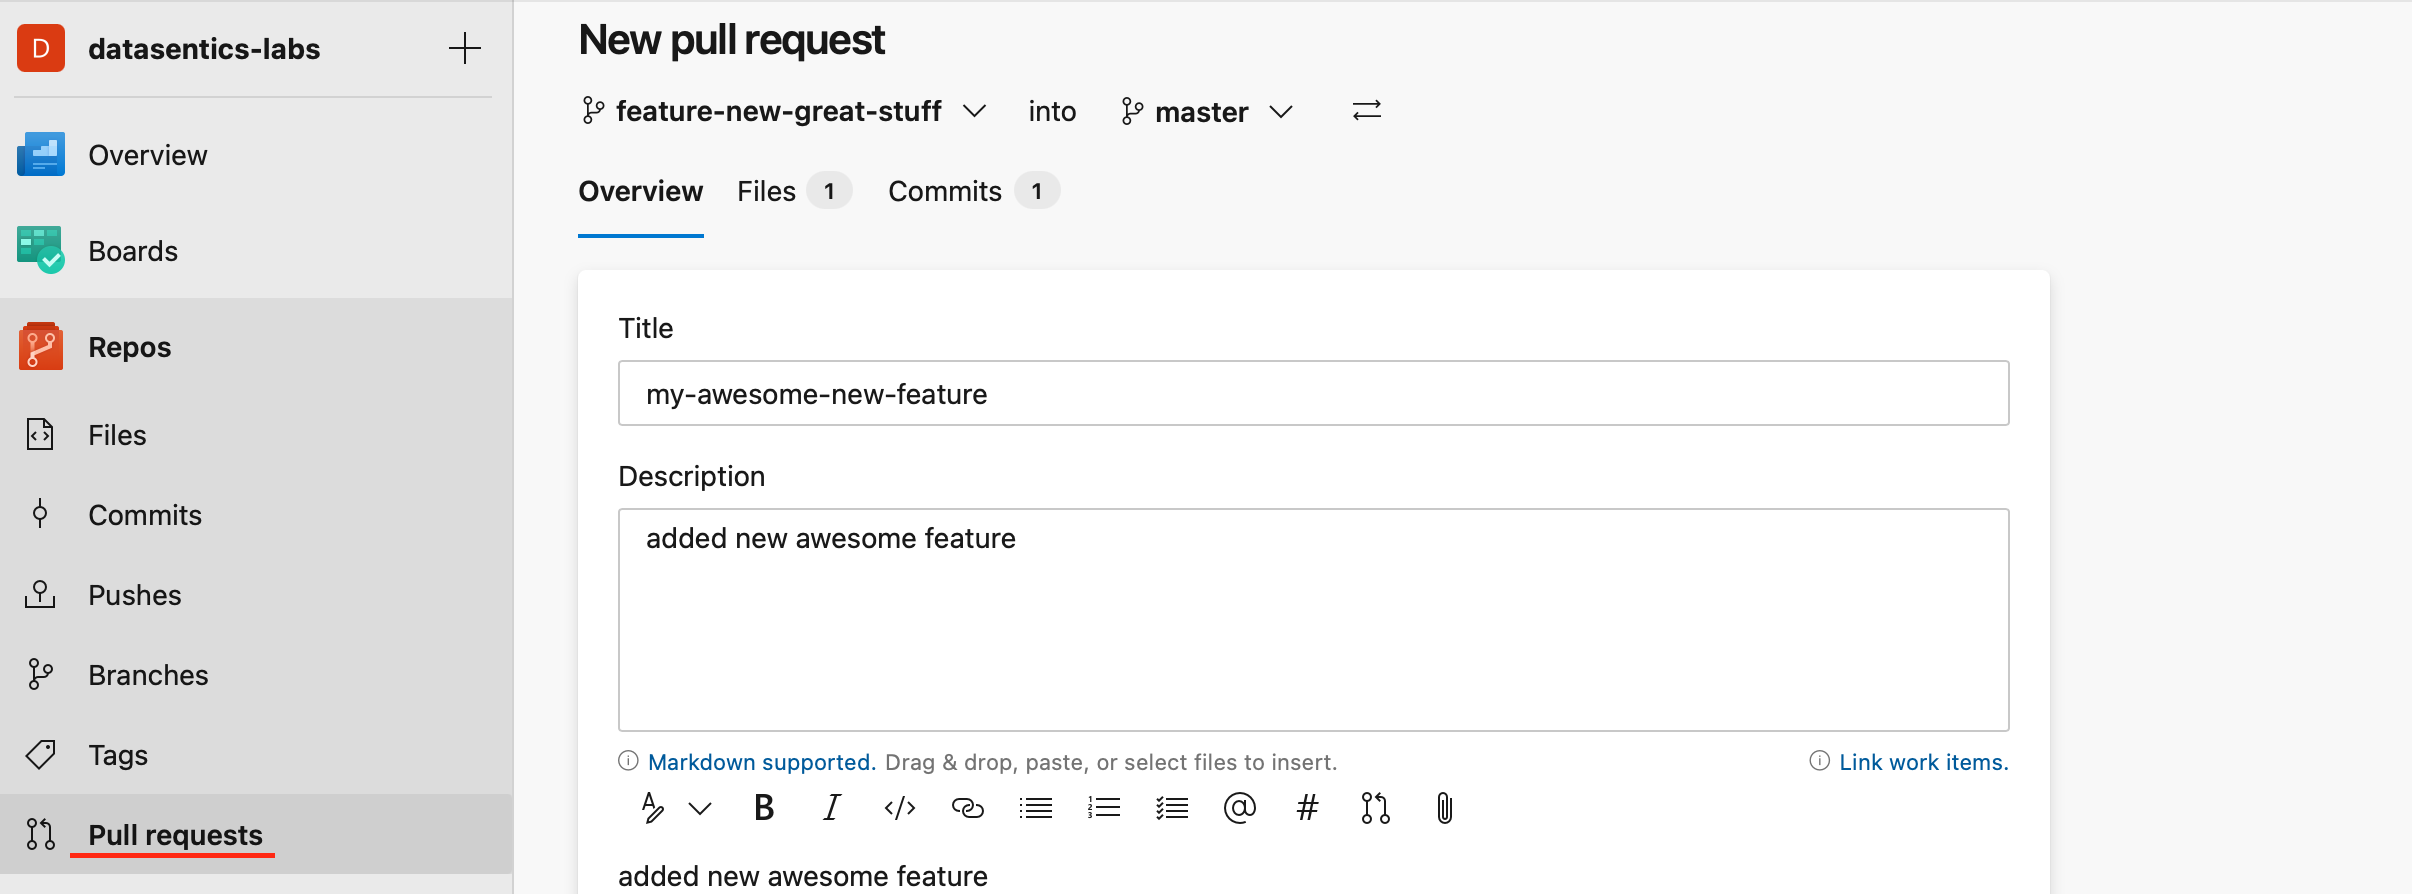 D datasentics-labs
Overview
Boards
Repos
Files
Commits
Pushes
Branches
Tags
Pull requests
New pull request
feature-new-great-stuff into master
Overview Files 1 Commits 1
Title
my-awesome-new-feature
Description
added new awesome feature
Markdown supported. Drag & drop, paste, or select files to insert. Link work items.
added new awesome feature